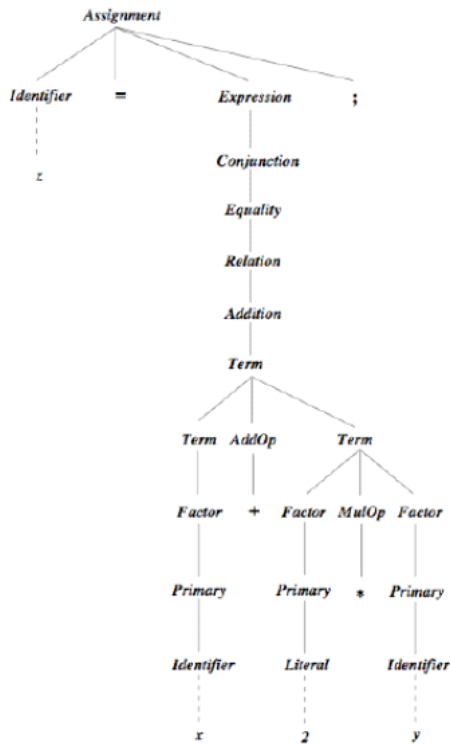 Assignment
Identifier = Expression ;
z
Conjunction
Equality
Relation
Addition
Term
Term AddOp Term
Factor + Factor MulOp Factor
Primary Primary * Primary
Identifier Literal Identifier
x 2 y